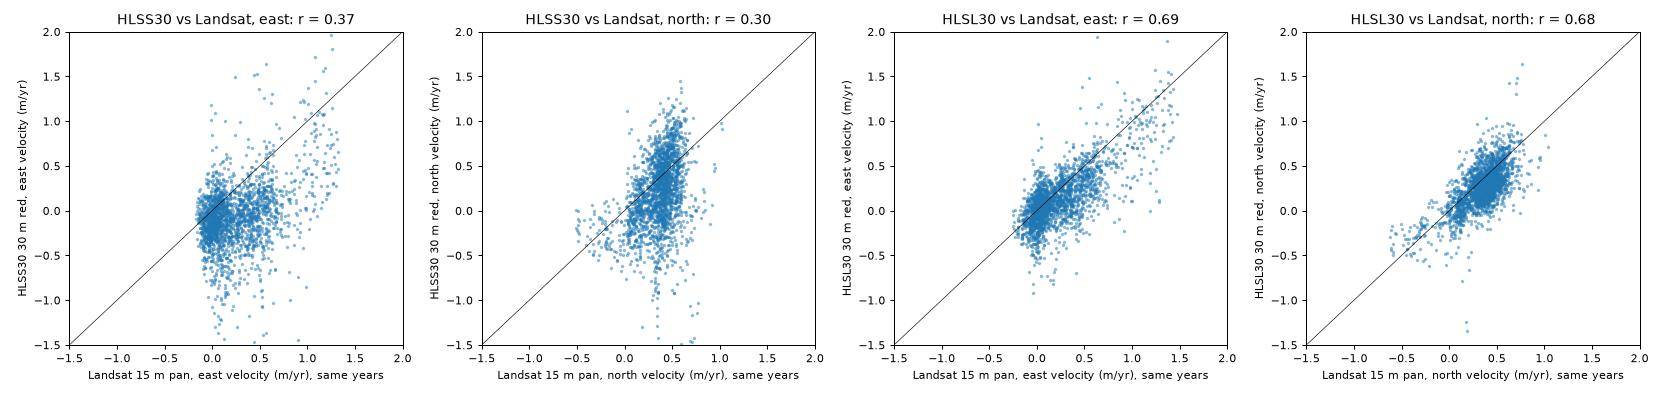 HLSS30 vs Landsat, east: r = 0.37
2.0
1.5
1.0
0.5
0.0
−0.5
−1.0
−1.5
HLSS30 30 m red, east velocity (m/yr)
−1.5 −1.0 −0.5 0.0 0.5 1.0 1.5 2.0
Landsat 15 m pan, east velocity (m/yr), same years
HLSS30 vs Landsat, north: r = 0.30
2.0
1.5
1.0
0.5
0.0
−0.5
−1.0
−1.5
HLSS30 30 m red, north velocity (m/yr)
−1.5 −1.0 −0.5 0.0 0.5 1.0 1.5 2.0
Landsat 15 m pan, north velocity (m/yr), same years
HLSL30 vs Landsat, east: r = 0.69
2.0
1.5
1.0
0.5
0.0
−0.5
−1.0
−1.5
HLSL30 30 m red, east velocity (m/yr)
−1.5 −1.0 −0.5 0.0 0.5 1.0 1.5 2.0
Landsat 15 m pan, east velocity (m/yr), same years
HLSL30 vs Landsat, north: r = 0.68
2.0
1.5
1.0
0.5
0.0
−0.5
−1.0
−1.5
HLSL30 30 m red, north velocity (m/yr)
−1.5 −1.0 −0.5 0.0 0.5 1.0 1.5 2.0
Landsat 15 m pan, north velocity (m/yr), same years